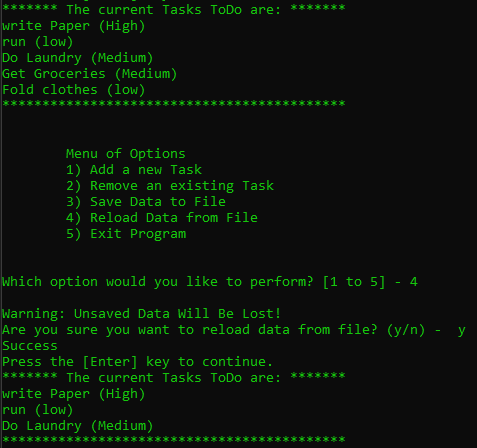 ******* The current Tasks ToDo are: *******
write Paper (High)
run (low)
Do Laundry (Medium)
Get Groceries (Medium)
Fold clothes (low)
*******************************************
Menu of Options
1) Add a new Task
2) Remove an existing Task
3) Save Data to File
4) Reload Data from File
5) Exit Program
Which option would you like to perform? [1 to 5] - 4
Warning: Unsaved Data Will Be Lost!
Are you sure you want to reload data from file? (y/n) -  y
Success
Press the [Enter] key to continue.
******* The current Tasks ToDo are: *******
write Paper (High)
run (low)
Do Laundry (Medium)
*******************************************